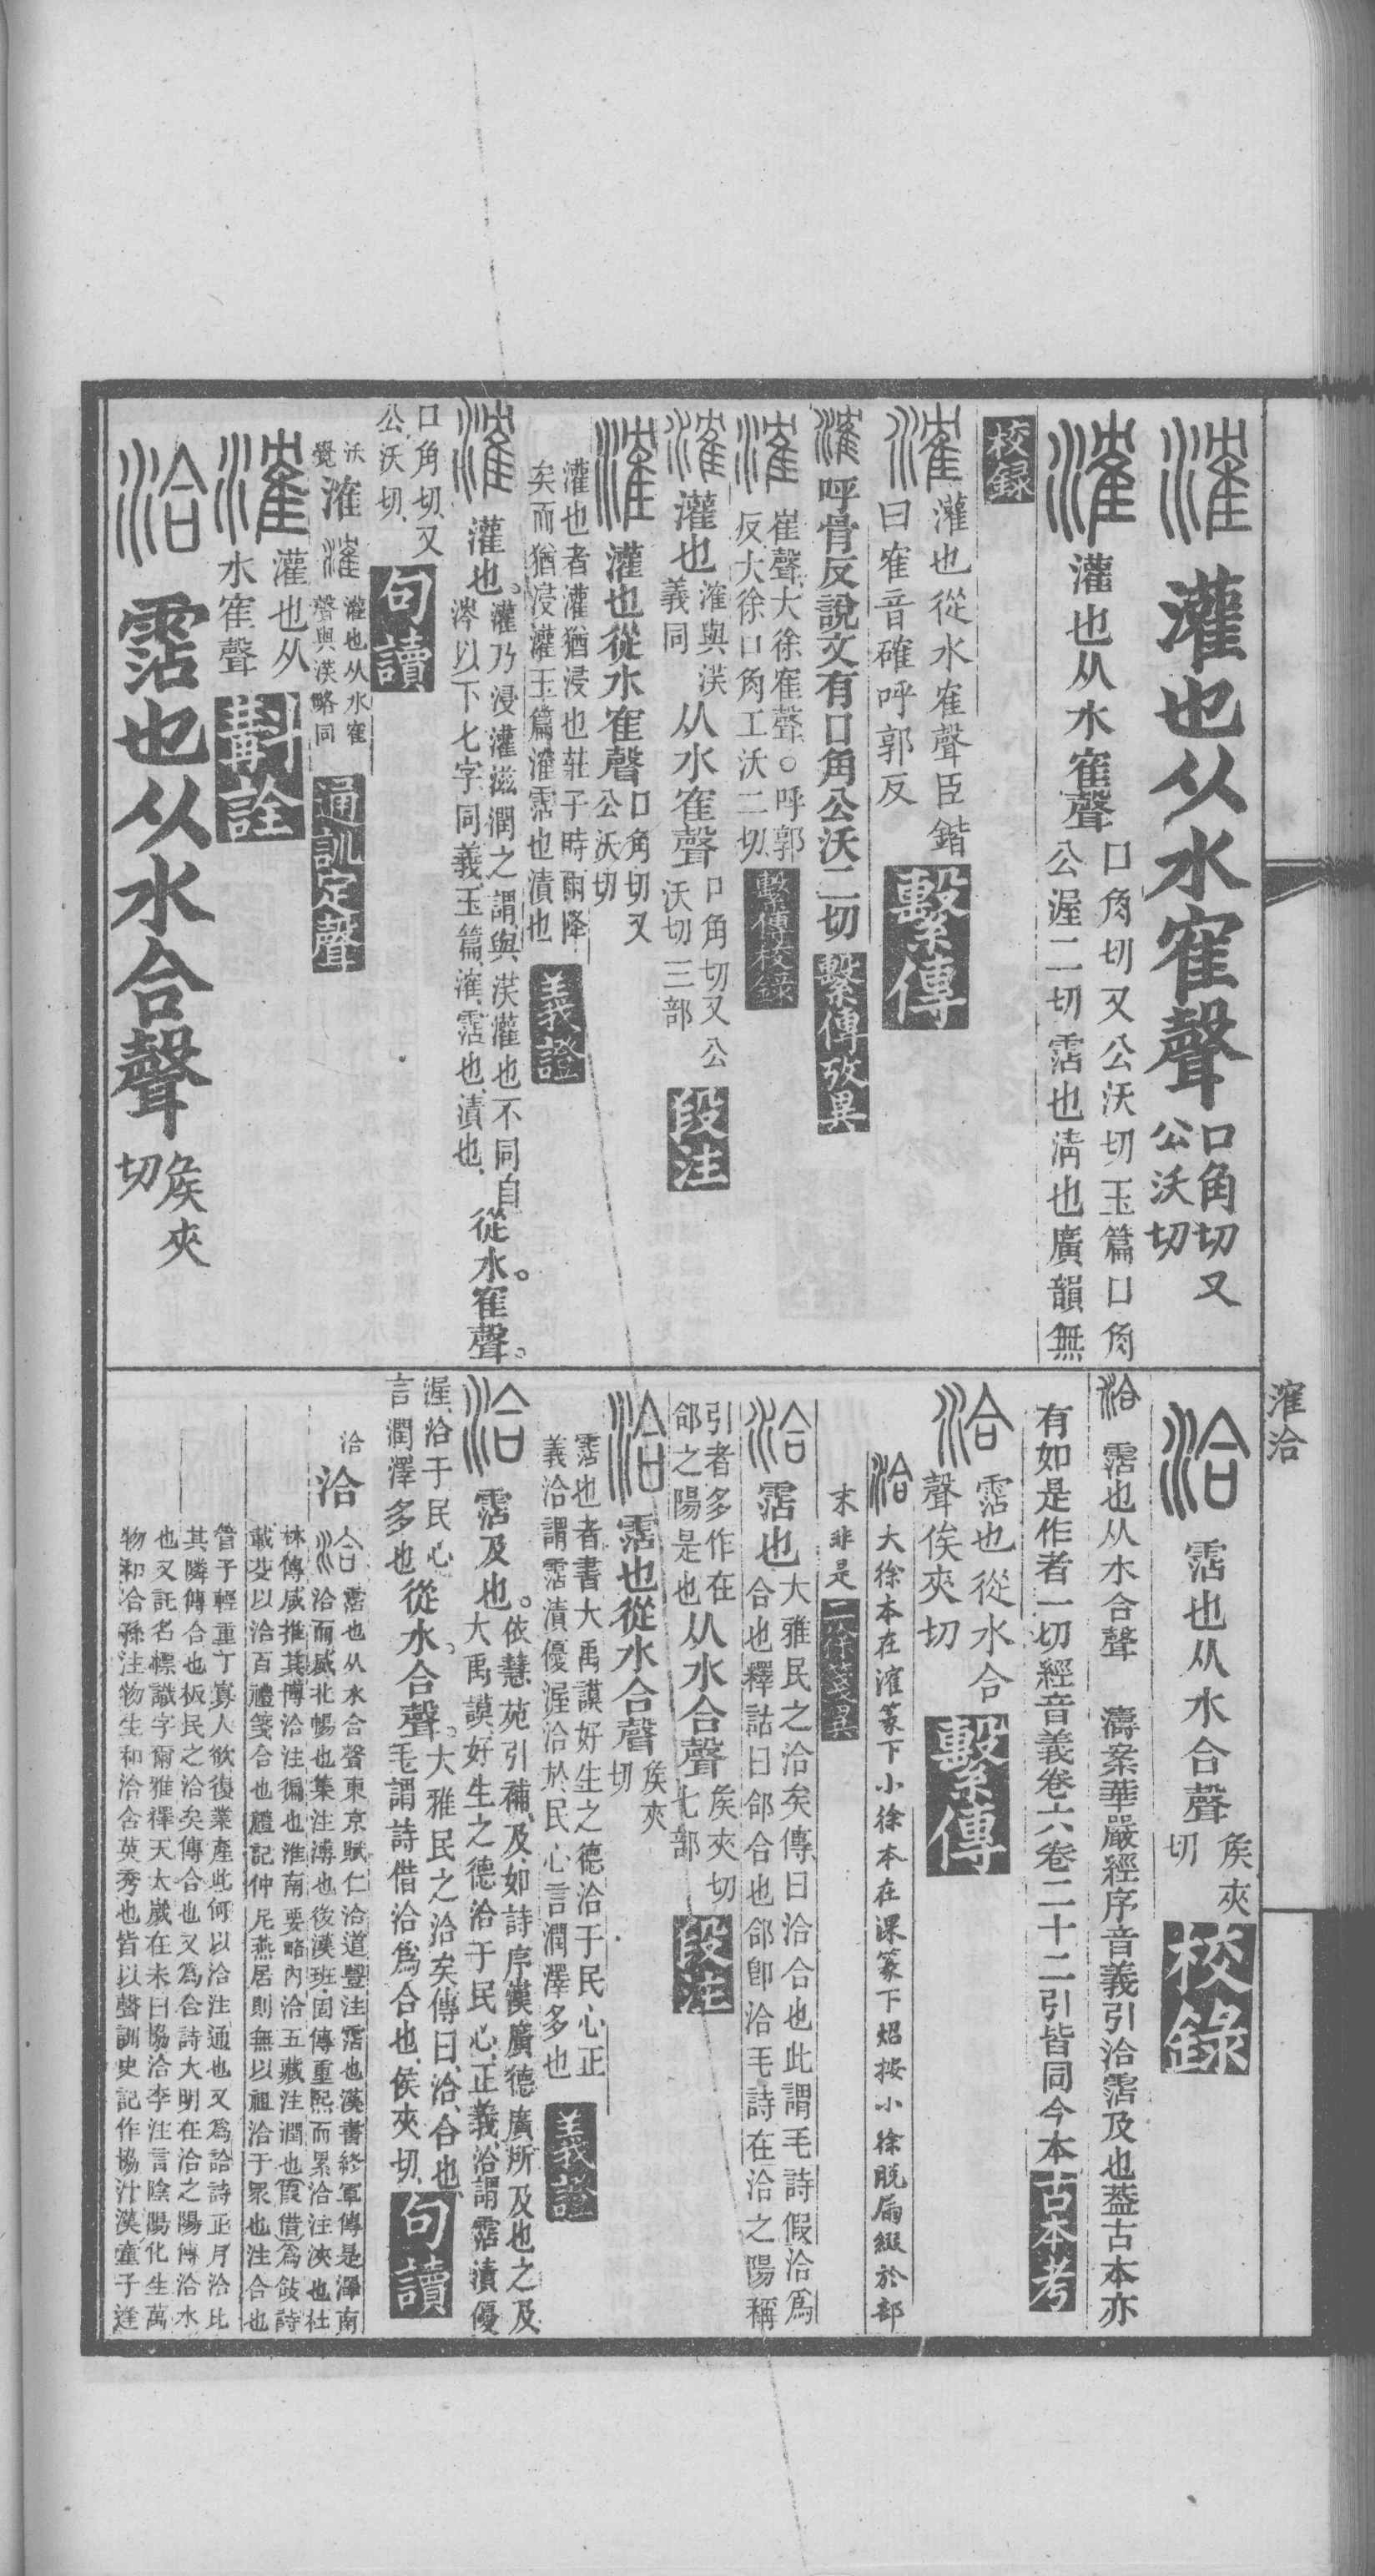 灌也从水隺聲口角切又公沃切
灌也从水隺聲口角切又公沃切玉篇口角
公渥二切霑也淸也廣韻無
校録
灌也從水隺聲臣鍇
曰隺音確呼郭反
繫傳
呼骨反說文有口角公沃二切
繫傳攷異
崔聲大徐隺聲○呼郭
反大徐口角工沃二切
繫傳校錄
灌也
漼與渼
義同
从水隺聲
口角切又公
沃切三部
段注
灌也從水隺聲
口角切又
公沃切
灌也者灌猶浸也莊子時雨降
矣而猶浸灌玉篇漼霑也漬也
義證
灌也。
灌乃浸灌滋潤之謂與渼灌也不同自
涔以下七字同義玉篇漼霑也漬也
從水。隺聲。
口角切又
公沃切
句讀
沃
覺
漼
灌也从水隺
聲與渼略同
通訓定聲
灌也从
水隺聲
斠詮
霑也从水合聲矦夾切
漼洽
霑也从水合聲矦夾切
校錄
霑也从水合聲 濤案華嚴經序音義引洽霑及也葢古本亦
有如是作者一切經音義卷六卷二十二引皆同今本
古本考
霑也從水合
聲侯夾切
繫傳
大徐本在漼篆下小徐本在淉篆下炤按小徐脱扁綴於部
末非是
二徐箋異
霑也
大雅民之洽矣傳曰洽合也此謂毛詩假洽爲
合也釋詁曰郃合也郃卽洽毛詩在洽之陽稱
引者多作在
郃之陽是也
从水合聲
矦夾切
七部
段注
霑也從水合聲
矦夾
切
霑也者書大禹謨好生之德洽于民心正
義洽謂霑漬優渥洽於民心言潤澤多也
義證
霑及也。
依慧苑引補及如詩序漢廣德廣所及也之及
大禹謨好生之德洽于民心正義洽謂霑漬優
渥洽于民心
言潤澤多也
從水。合聲。
大雅民之洽矣傳曰洽合也
毛謂詩借洽爲合也侯夾切
句讀
洽
洽
霑也从水合聲東京賦仁洽道豐注霑也漢書終軍傳是澤南
洽而威北暢也集注溥也後漢班固傳重熙而累洽注浹也杜
林傳咸推其博洽注徧也淮南要略內洽五藏注潤也叚借爲敆詩
載芟以洽百禮箋合也禮記仲尼燕居則無以祖洽于眾也注合也
管子輕重丁寡人欲復業產此何以洽注通也又爲詥詩正月洽比
其隣傳合也板民之洽矣傳合也又爲合詩大明在洽之陽傳洽水
也又託名幖識字爾雅釋天太歲在未曰協洽李注言陰陽化生萬
物和合孫注物生和洽含英秀也皆以聲訓史記作協汁漢童子逢